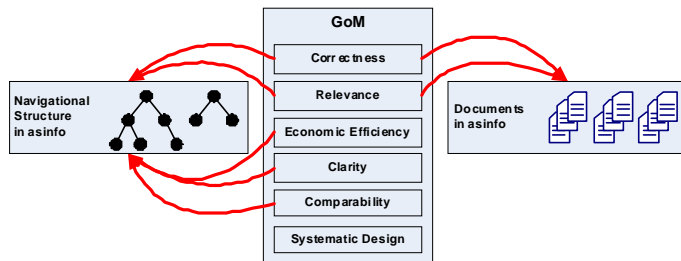 GoM
Correctness
Relevance
Economic Efficiency
Clarity
Comparability
Systematic Design
Navigational
Structure
in asinfo
Documents
in asinfo